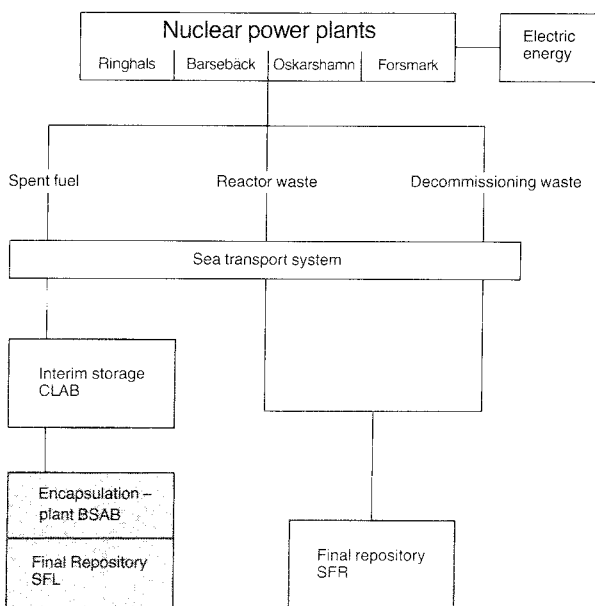 Nuclear power plants
Ringhals Barsebäck Oskarshamn Forsmark
Electric
energy
Spent fuel
Reactor waste
Decommissioning waste
Sea transport system
Interim storage
CLAB
Encapsulation –
plant BSAB
Final Repository
SFL
Final repository
SFR